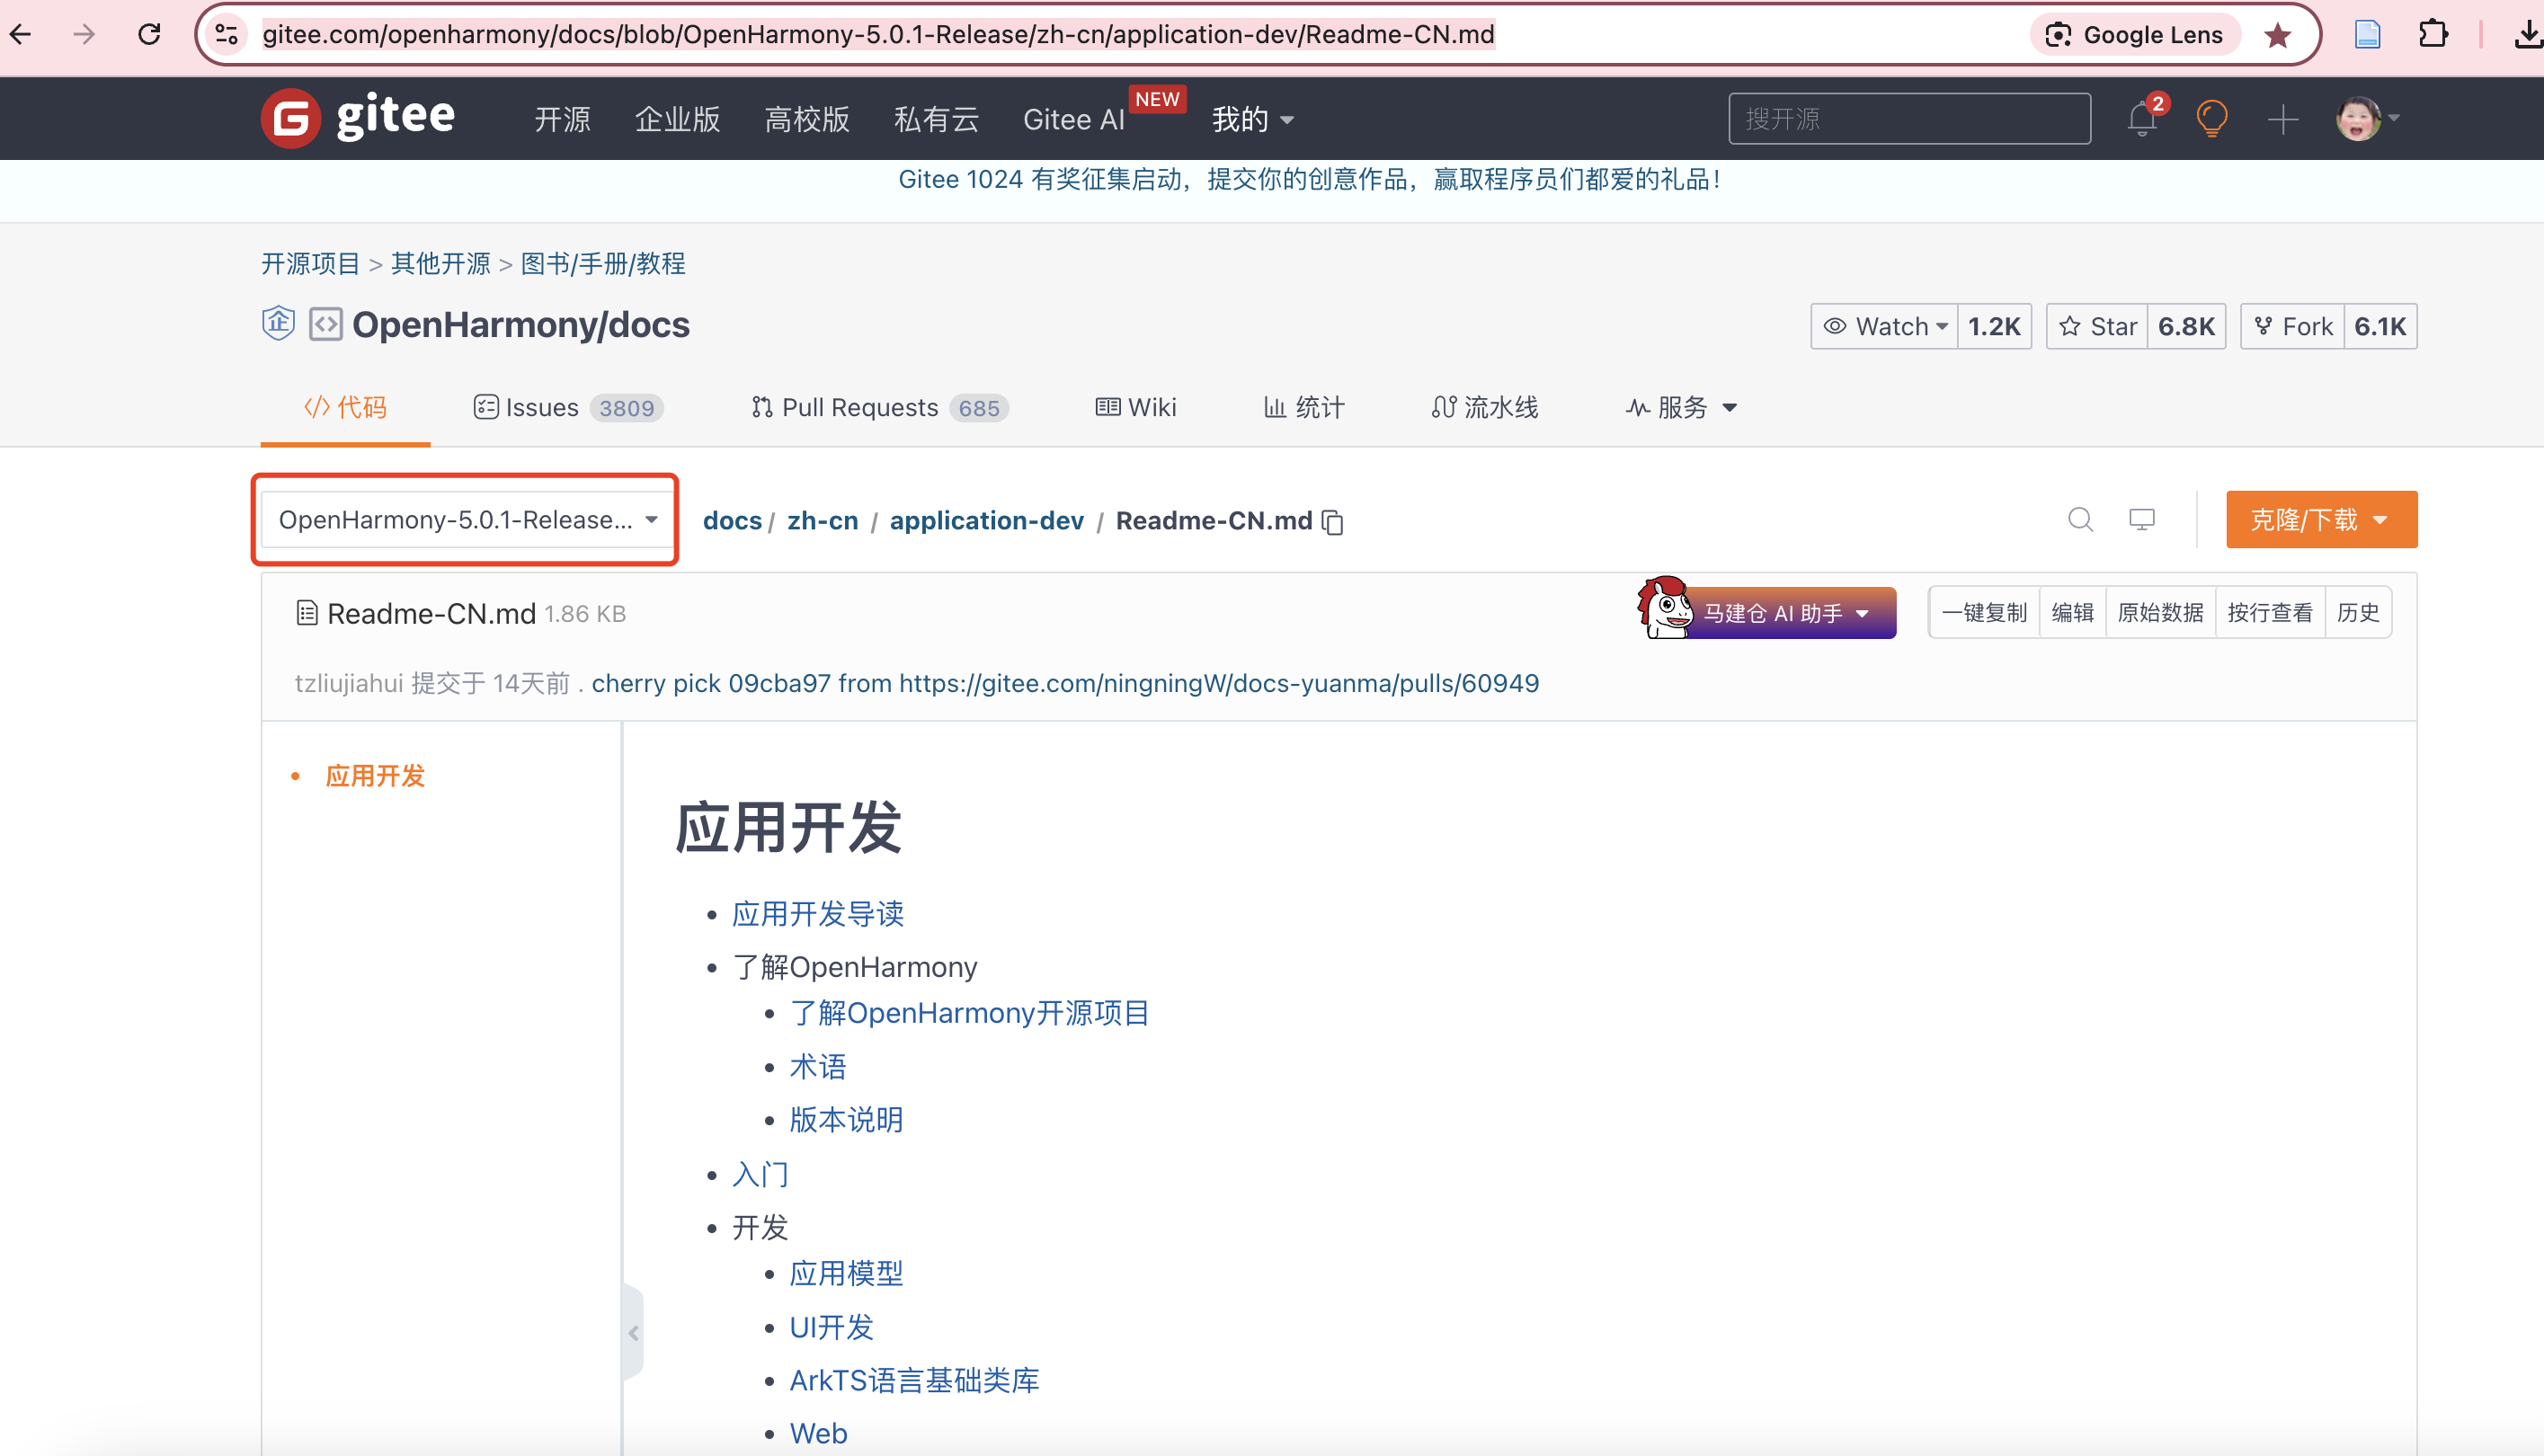 gitee.com/openharmony/docs/blob/OpenHarmony-5.0.1-Release/zh-cn/application-dev/Readme-CN.md
Google Lens
gitee
开源
企业版
高校版
私有云
Gitee AI
NEW
我的
搜开源
2
Gitee 1024 有奖征集启动，提交你的创意作品，赢取程序员们都爱的礼品！
开源项目 > 其他开源 > 图书/手册/教程
企 OpenHarmony/docs
Watch 1.2K
Star 6.8K
Fork 6.1K
代码
Issues 3809
Pull Requests 685
Wiki
统计
流水线
服务
OpenHarmony-5.0.1-Release...
docs / zh-cn / application-dev / Readme-CN.md
克隆/下载
Readme-CN.md 1.86 KB
马建仓 AI 助手
一键复制
编辑
原始数据
按行查看
历史
tzliujiahui 提交于 14天前 . cherry pick 09cba97 from https://gitee.com/ningningW/docs-yuanma/pulls/60949
应用开发
应用开发
应用开发导读
了解OpenHarmony
了解OpenHarmony开源项目
术语
版本说明
入门
开发
应用模型
UI开发
ArkTS语言基础类库
Web